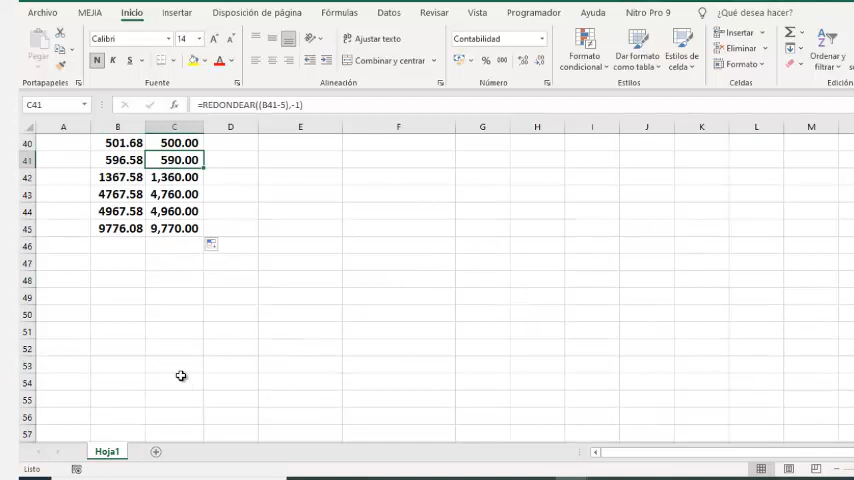 Archivo MEJIA Inicio Insertar Disposición de página Fórmulas Datos Revisar Vista Programador Ayuda Nitro Pro 9 ¿Qué desea hacer?
Pegar
Calibri 14
N K S
Ajustar texto
Combinar y centrar
Contabilidad
% 000
Formato condicional
Dar formato como tabla
Estilos de celda
Insertar
Eliminar
Formato
Ordenar y filtrar
Portapapeles Fuente Alineación Número Estilos Celdas
C41 fx =REDONDEAR((B41-5),-1)
A B C D E F G H I J K L M
40 501.68 500.00
41 596.58 590.00
42 1367.58 1,360.00
43 4767.58 4,760.00
44 4967.58 4,960.00
45 9776.08 9,770.00
46
47
48
49
50
51
52
53
54
55
56
57
Hoja1
Listo